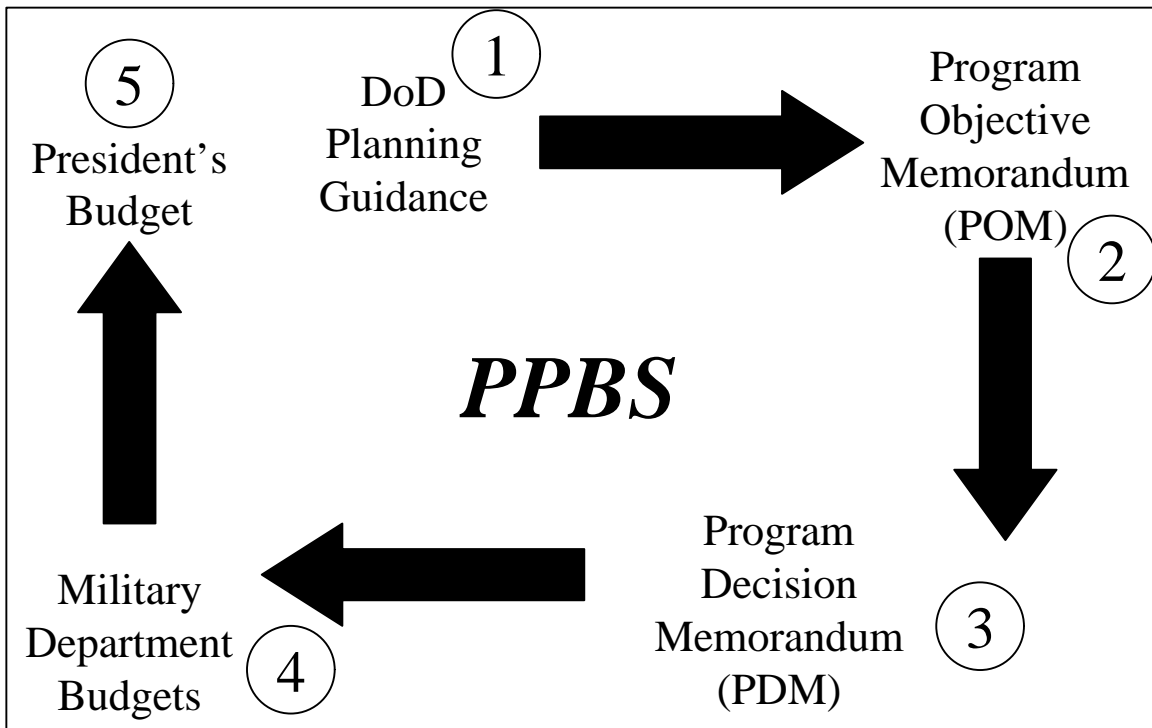 1
DoD
Planning
Guidance
Program
Objective
Memorandum
(POM)
2
Program
Decision
Memorandum
(PDM)
3
Military
Department
Budgets
4
5
President’s
Budget
PPBS